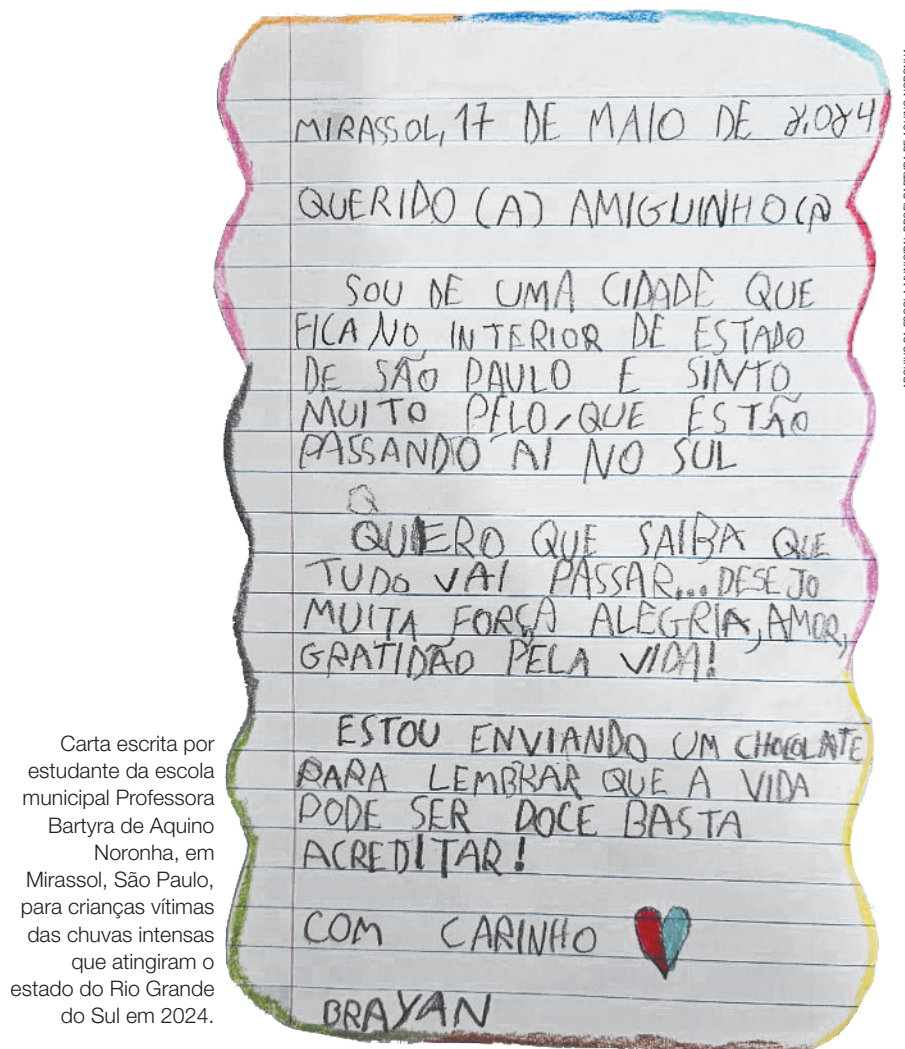 MIRASSOL, 17 DE MAIO DE 2.024
QUERIDO (A) AMIGUINHO(A
SOU DE UMA CIDADE QUE
FICA NO INTERIOR DE ESTADO
DE SÃO PAULO E SINTO
MUITO PELO QUE ESTÃO
PASSANDO AI NO SUL
Q
QUERO QUE SAIBA QUE
TUDO VAI PASSAR... DESEJO
MUITA FORÇA ALEGRIA, AMOR,
GRATIDÃO PELA VIDA!
ESTOU ENVIANDO UM CHOCOLATE
PARA LEMBRAR QUE A VIDA
PODE SER DOCE BASTA
ACREDITAR!
COM CARINHO
BRAYAN
Carta escrita por
estudante da escola
municipal Professora
Bartyra de Aquino
Noronha, em
Mirassol, São Paulo,
para crianças vítimas
das chuvas intensas
que atingiram o
estado do Rio Grande
do Sul em 2024.